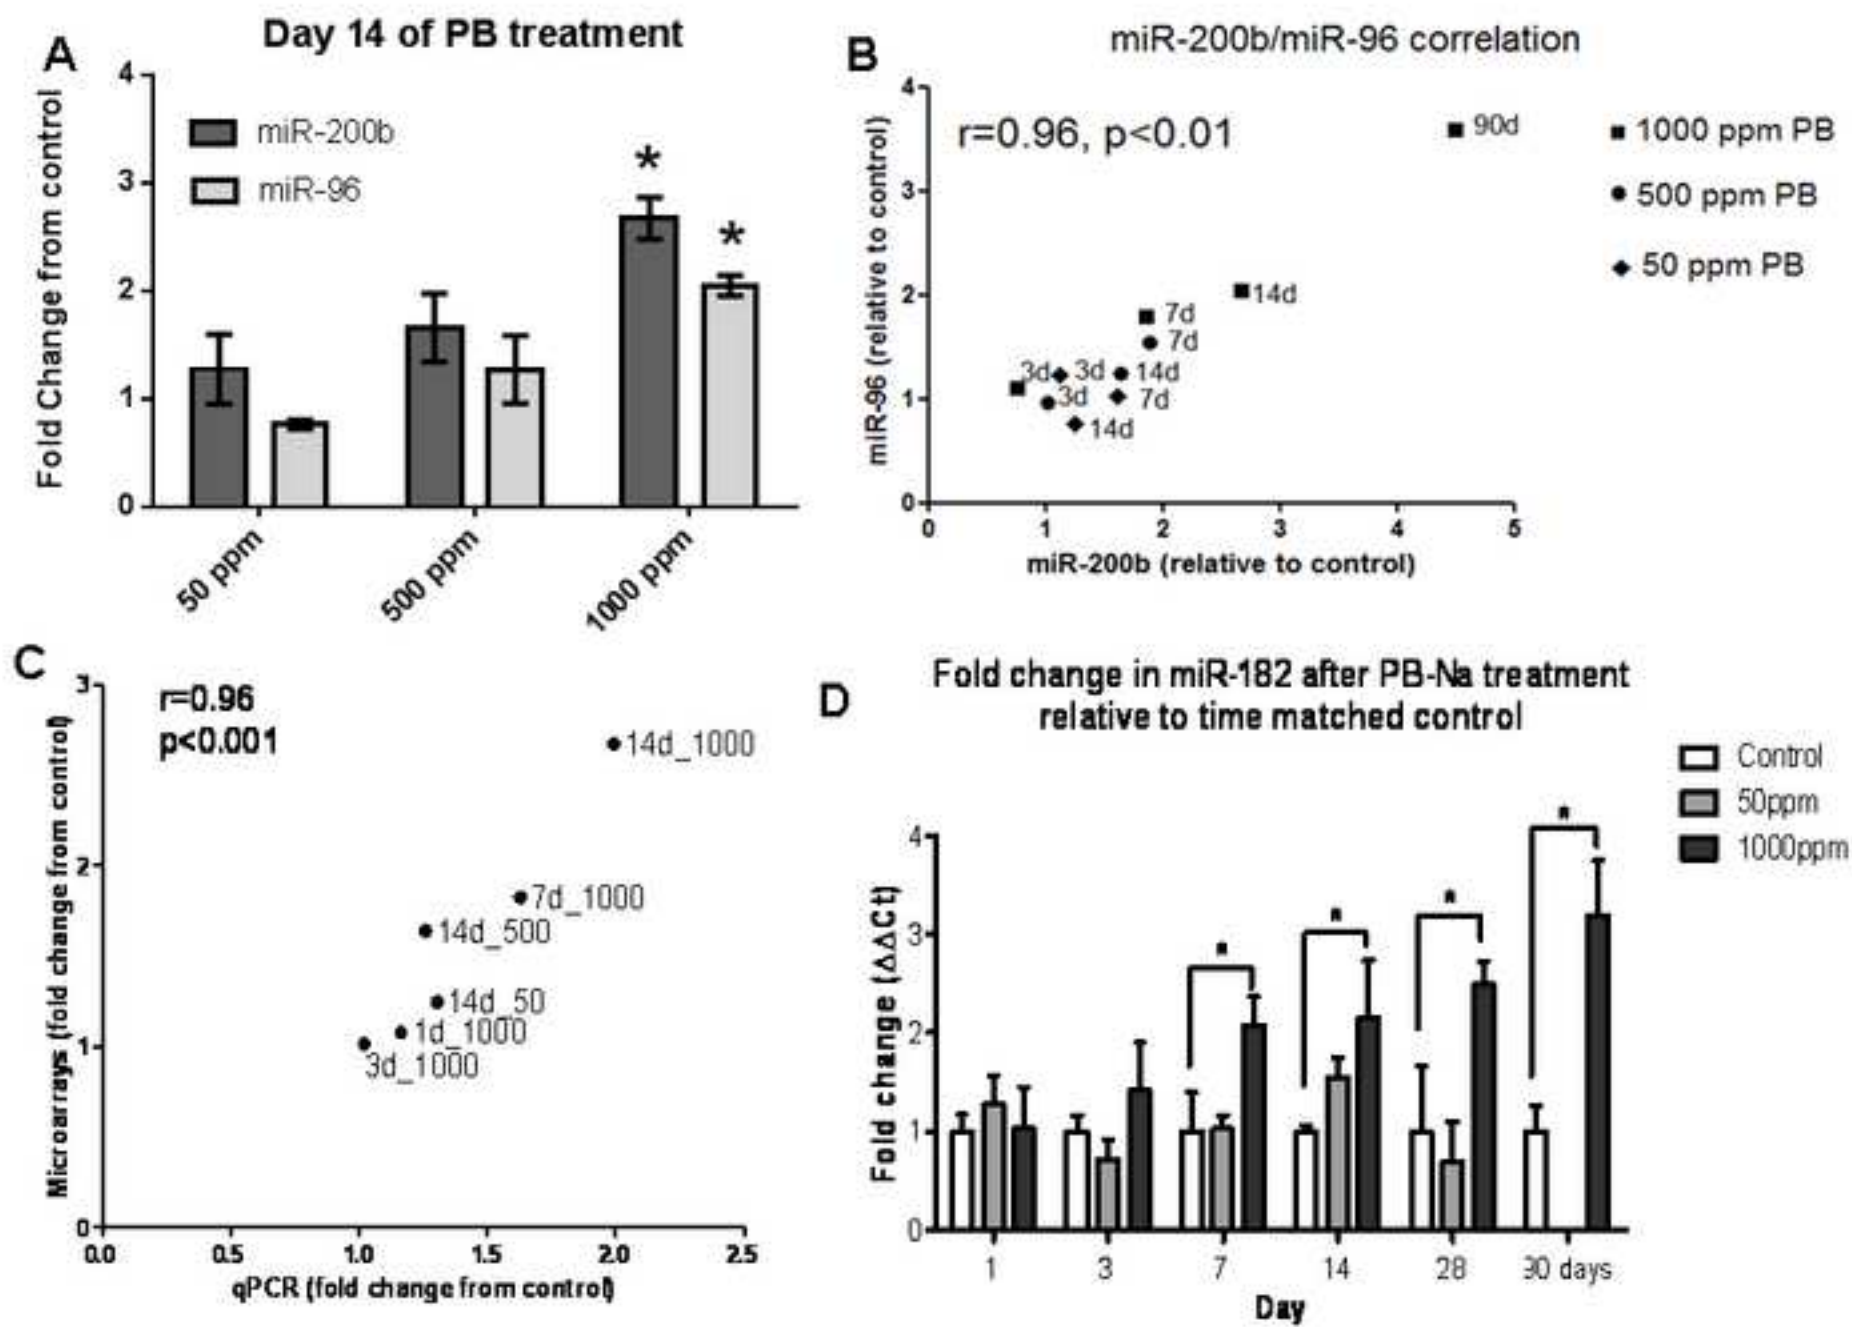 A
Day 14 of PB treatment
Fold Change from control
4
3
2
1
0
miR-200b
miR-96
*
*
50 ppm
500 ppm
1000 ppm
B
miR-200b/miR-96 correlation
r=0.96, p<0.01
miR-96 (relative to control)
4
3
2
1
0
90d
14d
7d
7d
3d
3d
14d
3d
7d
14d
0 1 2 3 4 5
miR-200b (relative to control)
1000 ppm PB
500 ppm PB
50 ppm PB
C
r=0.96
p<0.001
Microarrays (fold change from control)
3
2
1
0
14d_1000
7d_1000
14d_500
14d_50
1d_1000
3d_1000
0.0 0.5 1.0 1.5 2.0 2.5
qPCR (fold change from control)
D
Fold change in miR-182 after PB-Na treatment
relative to time matched control
Control
50ppm
1000ppm
Fold change (ΔΔCt)
4
3
2
1
0
*
*
*
*
1 3 7 14 28 90 days
Day